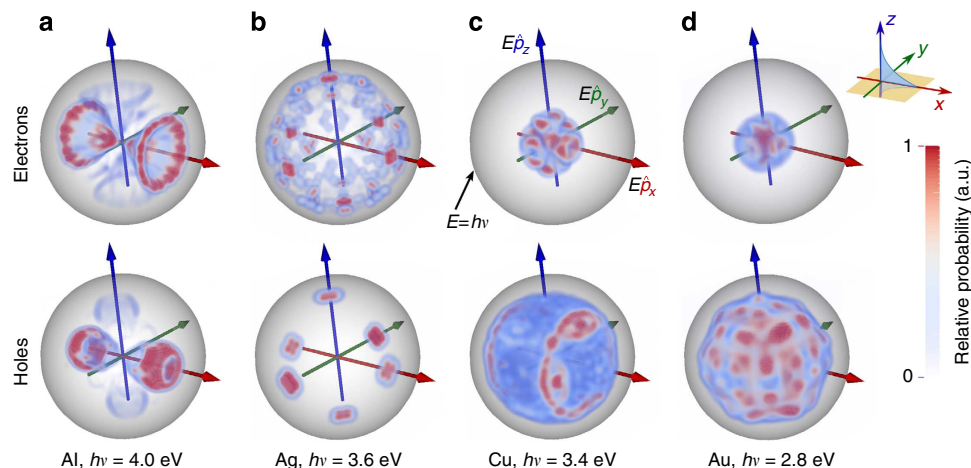 a
b
c
d
Electrons
Ep̂z
Ep̂y
Ep̂x
E=hν
z
y
x
Holes
1
0
Relative probability (a.u.)
Al, hν = 4.0 eV
Ag, hν = 3.6 eV
Cu, hν = 3.4 eV
Au, hν = 2.8 eV